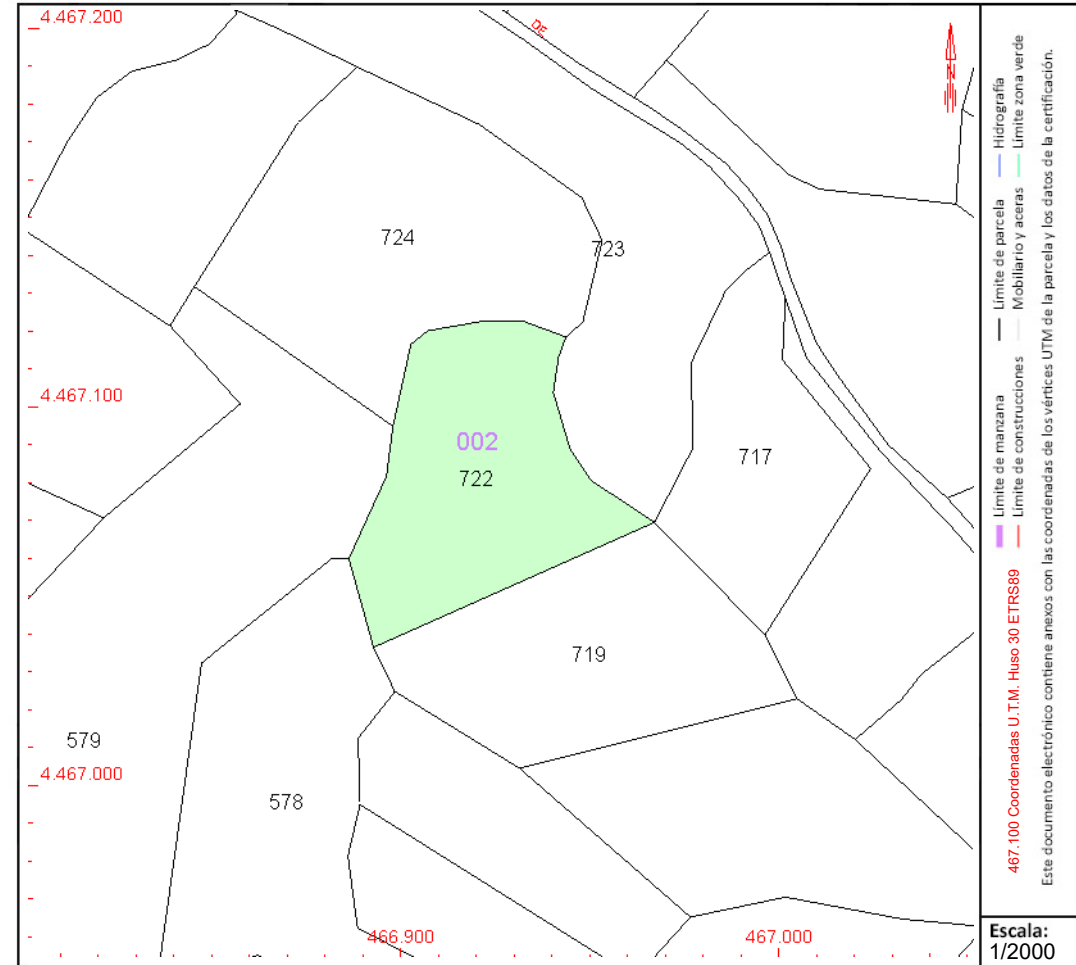 4.467.200
DE
N
724
723
4.467.100
002
722
717
719
579
4.467.000
578
466.900
467.000
467.100 Coordenadas U.T.M. Huso 30 ETRS89
Límite de manzana
Límite de parcela
Hidrografía
Límite de construcciones
Mobiliario y aceras
Límite zona verde
Este documento electrónico contiene anexos con las coordenadas de los vértices UTM de la parcela y los datos de la certificación.
Escala:
1/2000